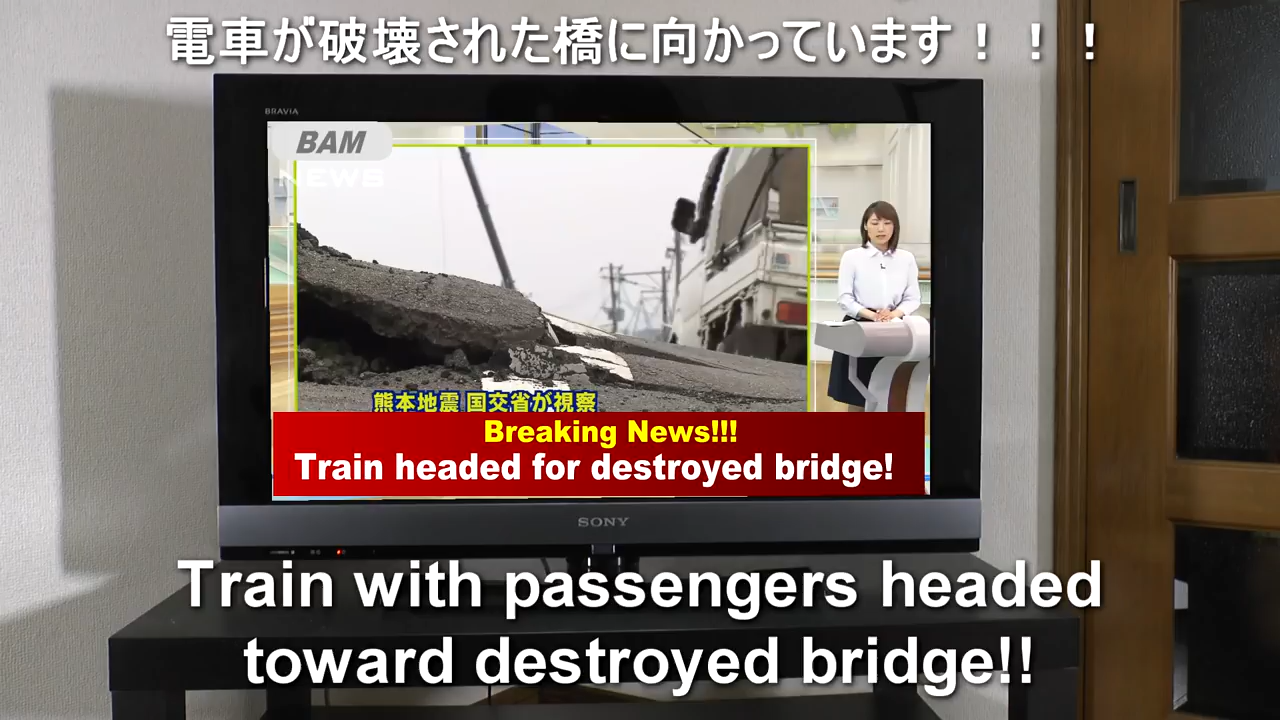 電車が破壊された橋に向かっています！！！
BRAVIA
BAM
NEWS
熊本地震 国交省が視察
Breaking News!!!
Train headed for destroyed bridge!
SONY
Train with passengers headed
toward destroyed bridge!!